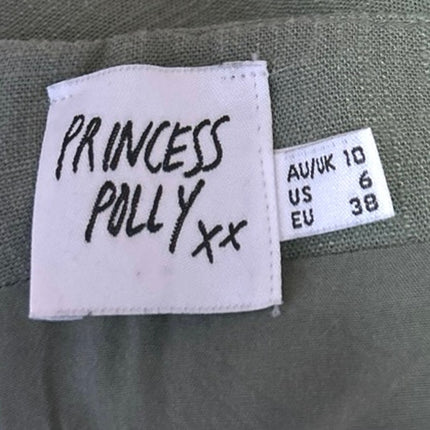 PRINCESS
POLLY
xx
AU/UK 10
US 6
EU 38